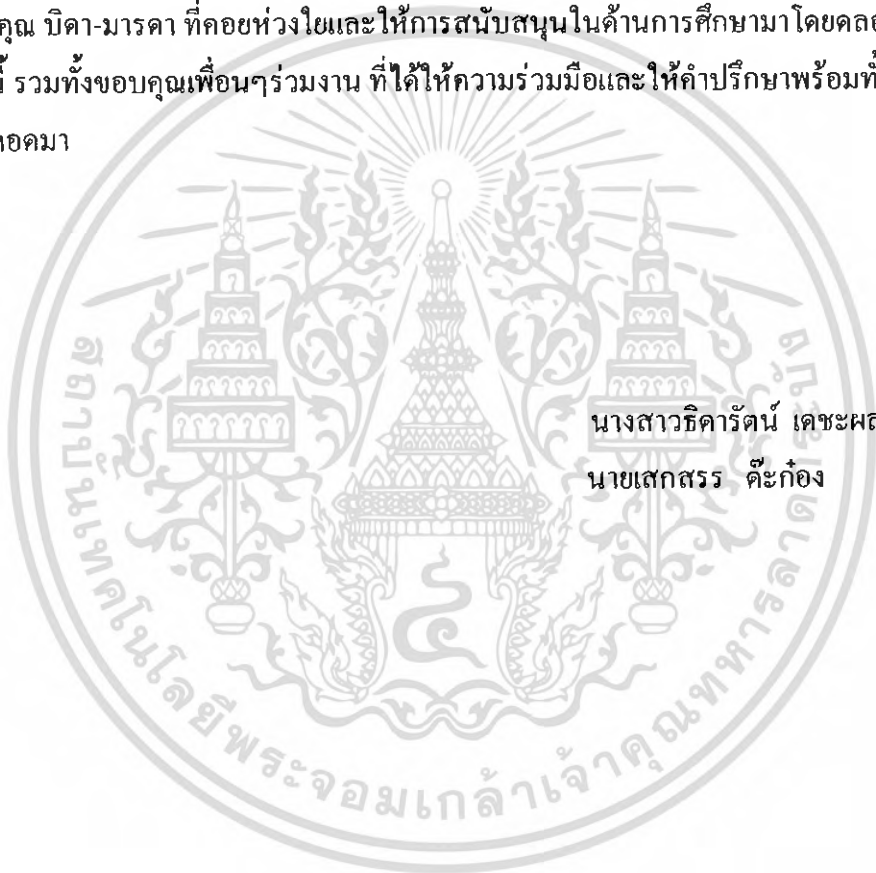 คุณ บิดา-มารดา ที่คอยห่วงใยและให้การสนับสนุนในด้านการศึกษามาโดยตลอ
รวมทั้งขอบคุณเพื่อนๆร่วมงาน ที่ได้ให้ความร่วมมือและให้คำปรึกษาพร้อมทั้
อดมา
นางสาวธิดารัตน์ เดชะผล
นายเสกสรร ต๊ะก๋อง
สถาบันเทคโนโลยีพระจอมเกล้าเจ้าคุณทหารลาดกระบัง